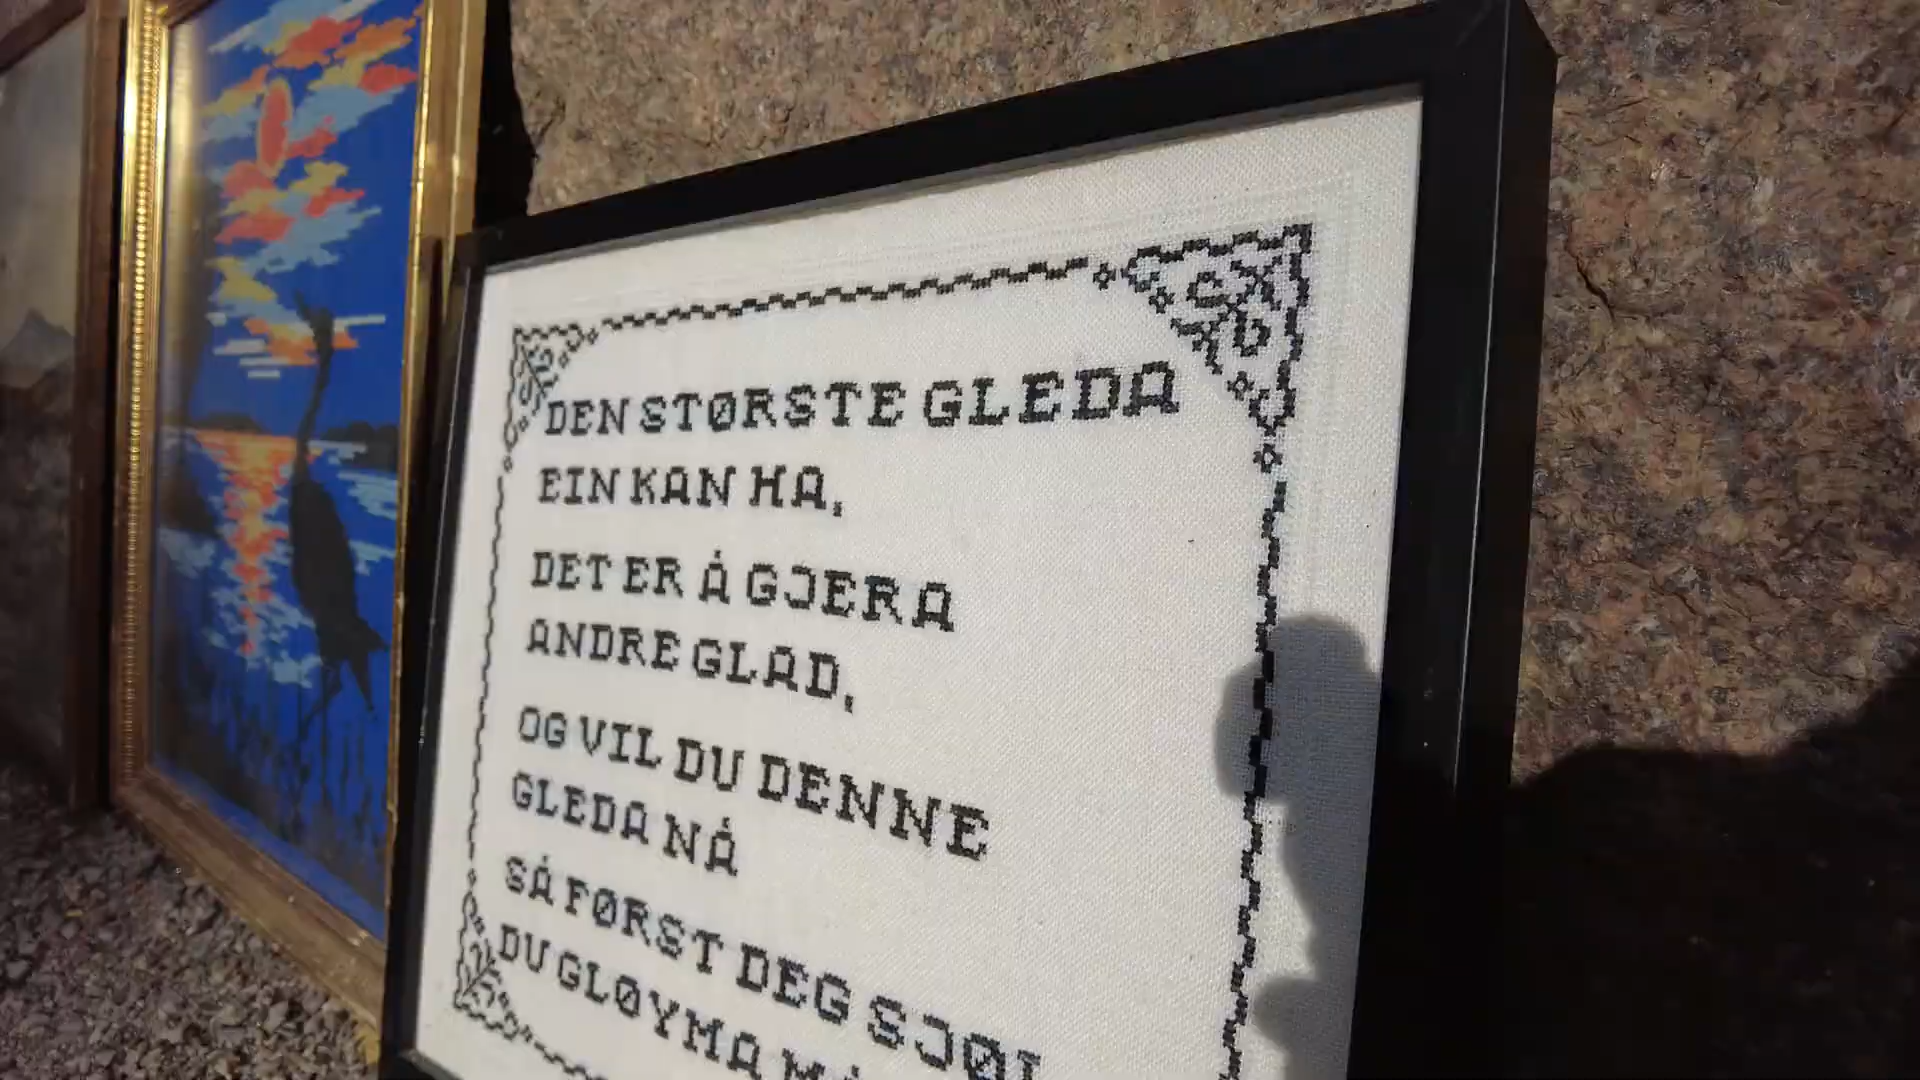 DEN STØRSTE GLEDA
EIN KAN HA,
DET ER Å GJERA
ANDRE GLAD,
OG VIL DU DENNE
GLEDA NÅ
SÅ FØRST DEG SJØL
DU GLØYMA MÅ